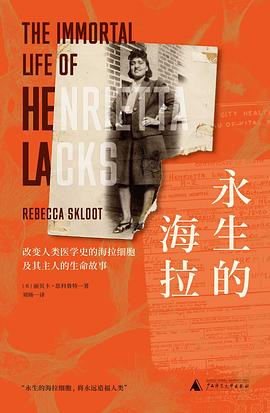 THE IMMORTAL
LIFE OF
HENRIETTA
LACKS
REBECCA SKLOOT
永生的
海拉
改变人类医学史的海拉细胞
及其主人的生命故事
[美] 丽贝卡·思科鲁特—著
刘旸—译
“永生的海拉细胞，将永远造福人类”
广西师范大学出版社